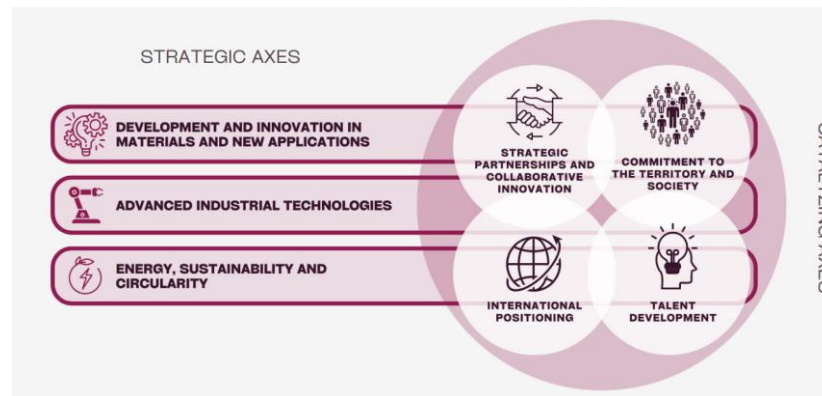 STRATEGIC AXES
DEVELOPMENT AND INNOVATION IN
MATERIALS AND NEW APPLICATIONS
ADVANCED INDUSTRIAL TECHNOLOGIES
ENERGY, SUSTAINABILITY AND
CIRCULARITY
STRATEGIC
PARTNERSHIPS AND
COLLABORATIVE
INNOVATION
COMMITMENT TO
THE TERRITORY AND
SOCIETY
INTERNATIONAL
POSITIONING
TALENT
DEVELOPMENT